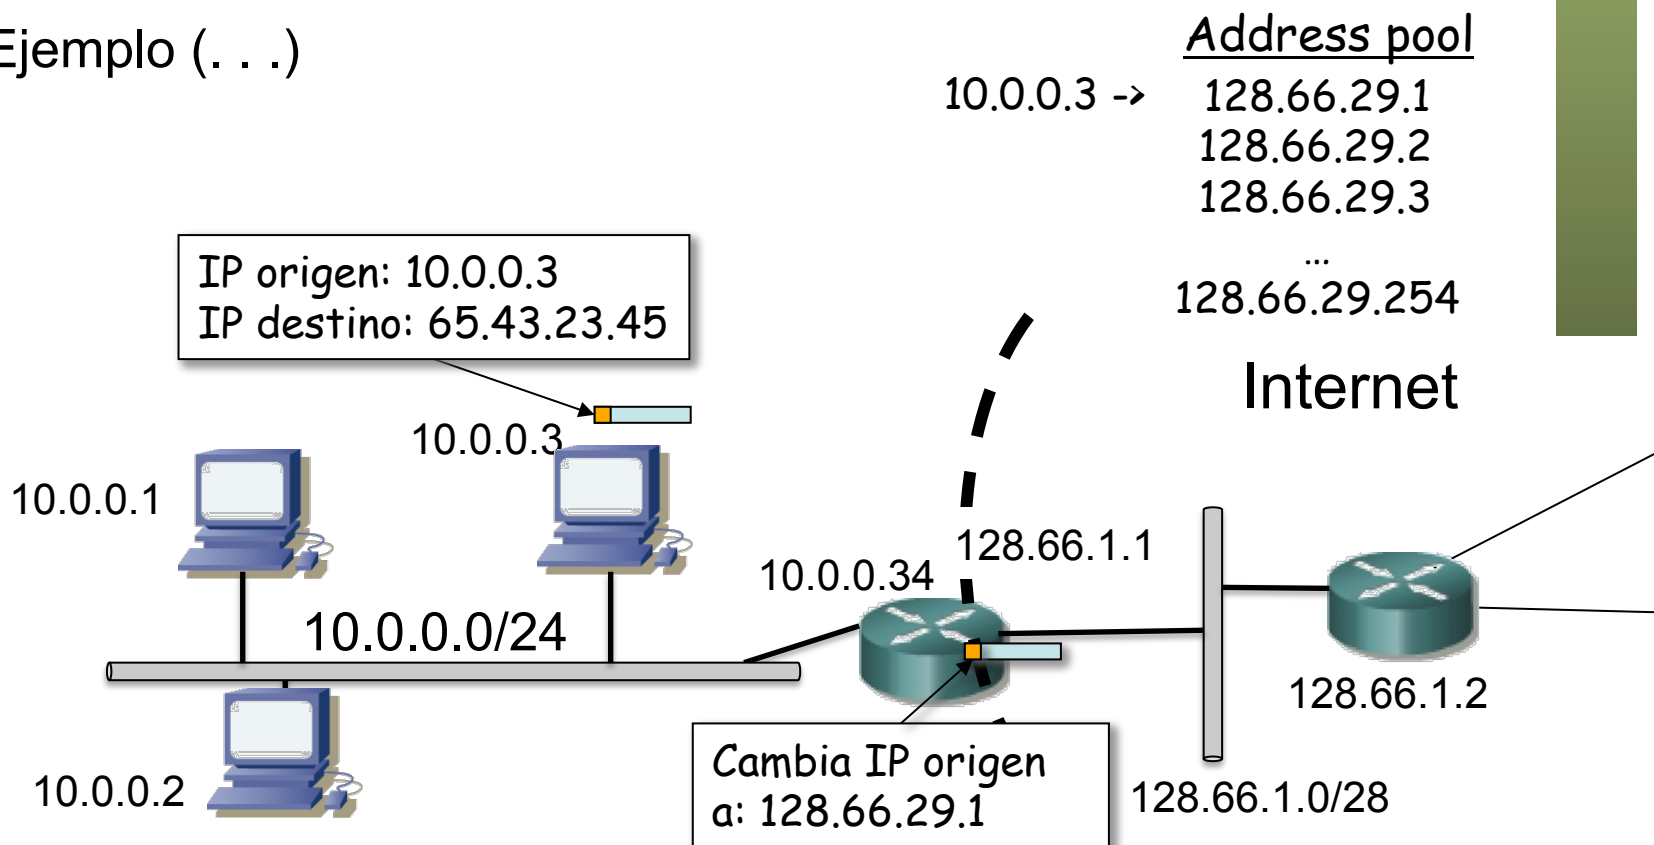 Ejemplo (. . .)
Address pool
10.0.0.3 -> 128.66.29.1
128.66.29.2
128.66.29.3
...
128.66.29.254
IP origen: 10.0.0.3
IP destino: 65.43.23.45
Internet
10.0.0.3
10.0.0.1
128.66.1.1
10.0.0.34
10.0.0.0/24
128.66.1.2
Cambia IP origen
a: 128.66.29.1
10.0.0.2
128.66.1.0/28